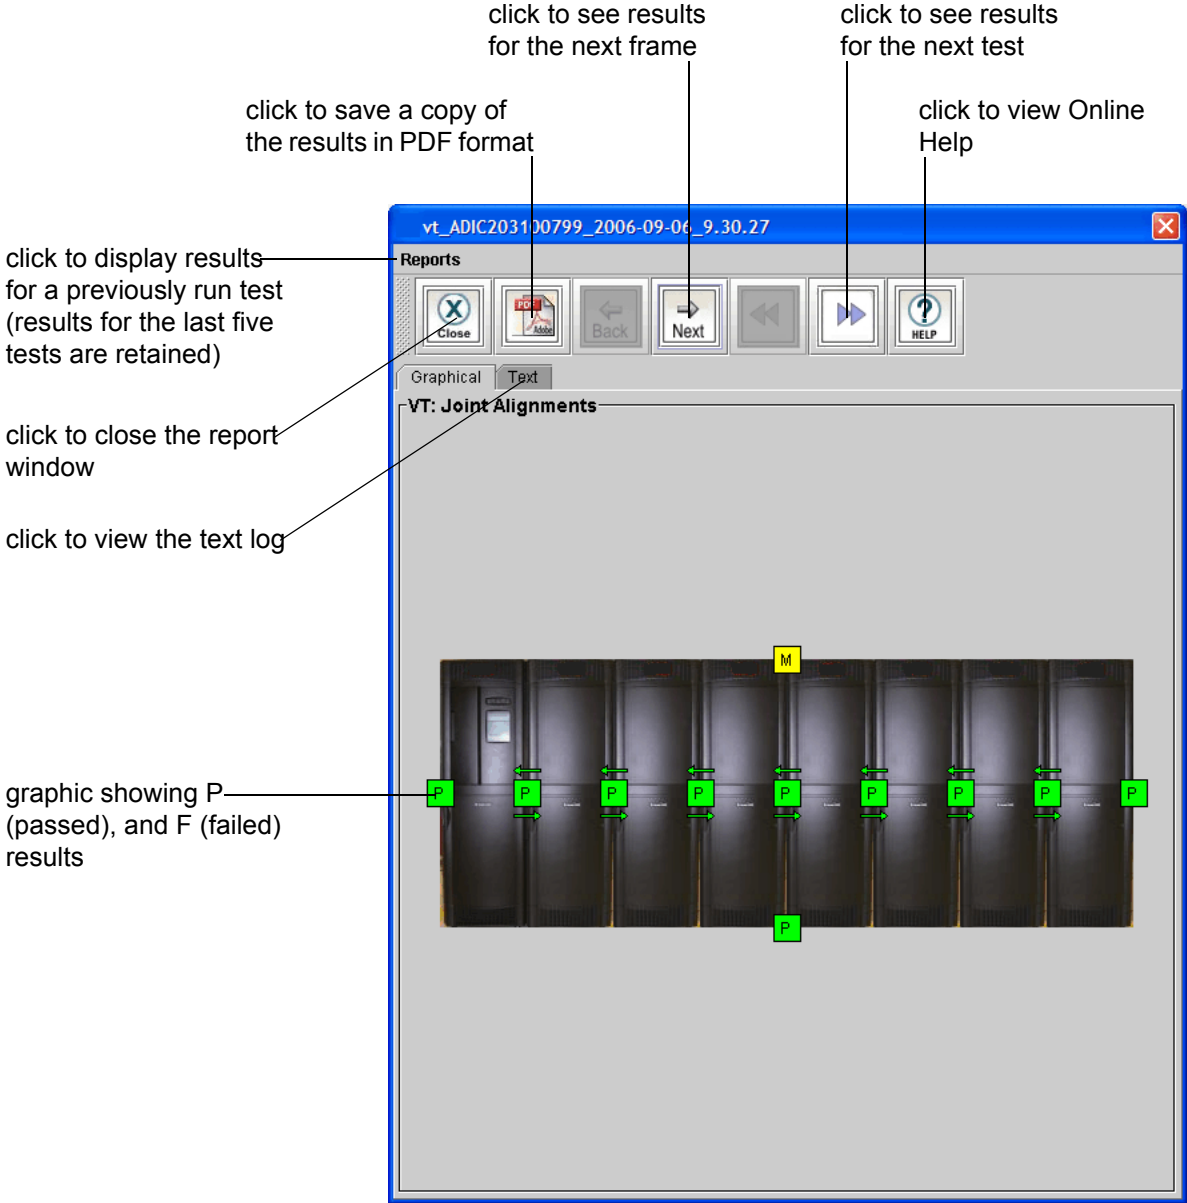 click to see results
for the next frame
click to see results
for the next test
click to save a copy of
the results in PDF format
click to view Online
Help
vt_ADIC203100799_2006-09-06_9.30.27
click to display results
for a previously run test
(results for the last five
tests are retained)
Reports
X
Close
PDF
Adobe
Back
Next
?
HELP
Graphical
Text
VT: Joint Alignments
click to close the report
window
click to view the text log
M
graphic showing P
(passed), and F (failed)
results
P P P P P P P P P
P